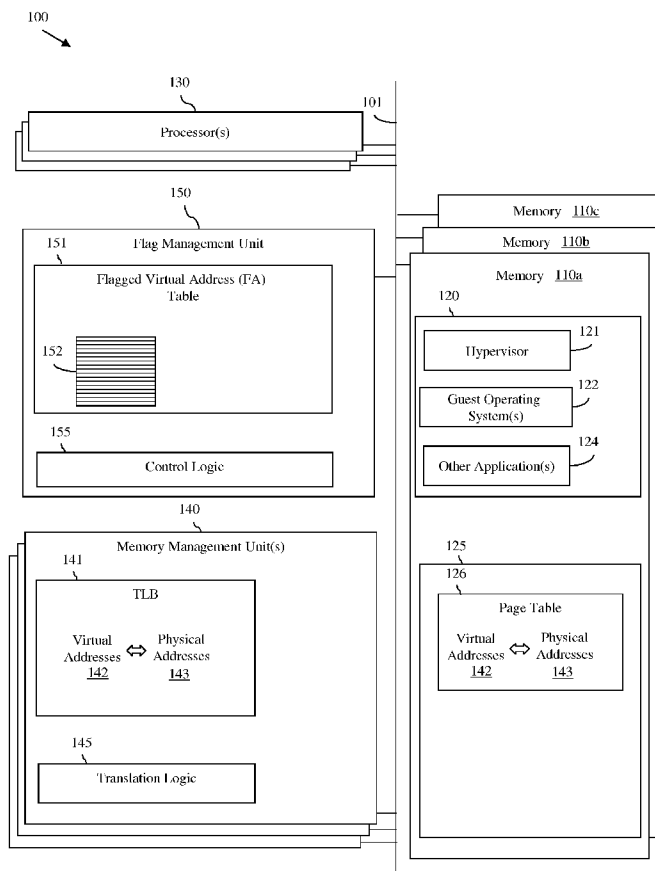 100
130
101
Processor(s)
150
Flag Management Unit
151
Flagged Virtual Address (FA)
Table
152
155
Control Logic
140
Memory Management Unit(s)
141
TLB
Virtual
Addresses
142
Physical
Addresses
143
145
Translation Logic
Memory 110c
Memory 110b
Memory 110a
120
121
Hypervisor
122
Guest Operating
System(s)
124
Other Application(s)
125
126
Page Table
Virtual
Addresses
142
Physical
Addresses
143